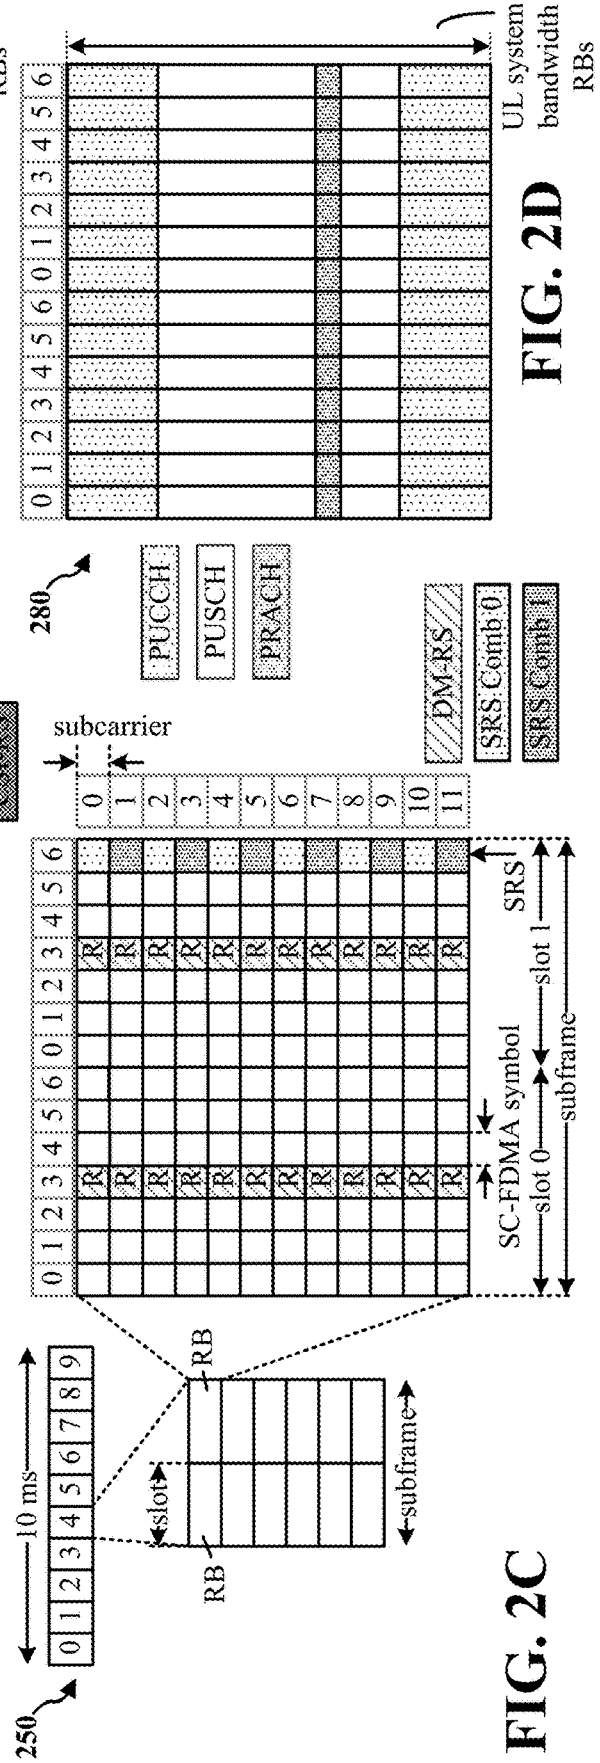 250
10 ms
0 1 2 3 4 5 6 7 8 9
RB
slot
RB
subframe
0 1 2 3 4 5 6 0 1 2 3 4 5 6
subcarrier
0
R R
1
R R
2
R R
3
R R
4
R R
5
R R
6
R R
7
R R
8
R R
9
R R
10
R R
11
R R
SC-FDMA symbol
SRS
slot 0
slot 1
subframe
DM-RS
SRS Comb 0
SRS Comb 1
FIG. 2C
280
PUCCH
PUSCH
PRACH
0 1 2 3 4 5 6 0 1 2 3 4 5 6
RBs
UL system
bandwidth
RBs
FIG. 2D